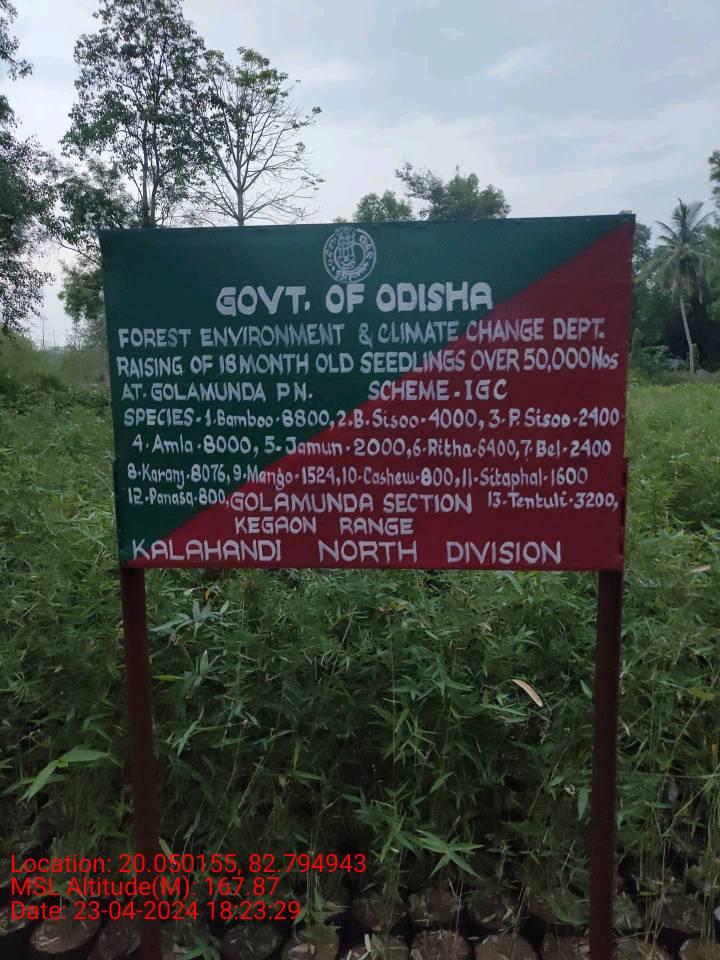 GOVT. OF ODISHA
FOREST ENVIRONMENT & CLIMATE CHANGE DEPT.
RAISING OF 18 MONTH OLD SEEDLINGS OVER 50,000 Nos
AT. GOLAMUNDA P.N. SCHEME - IGC
SPECIES - 1. Bamboo - 8800, 2. B. Sisoo - 4000, 3. P. Sisoo - 2400
4. Amla - 8000, 5. Jamun - 2000, 6. Ritha - 6400, 7. Bel - 2400
8. Karanj - 8076, 9. Mango - 1524, 10. Cashew - 800, 11. Sitaphal - 1600
12. Panasa - 800, GOLAMUNDA SECTION 13. Tentuli - 3200,
KEGAON RANGE
KALAHANDI NORTH DIVISION
Location: 20.050155, 82.794943
MSL Altitude(M): 167.87
Date: 23-04-2024 18:23:29